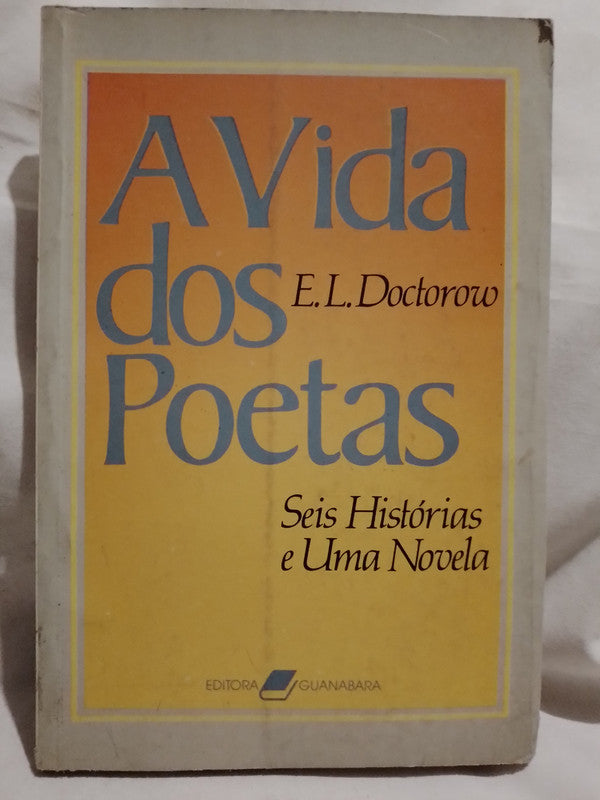 A Vida
dos
E. L. Doctorow
Poetas
Seis Histórias
e Uma Novela
EDITORA GUANABARA